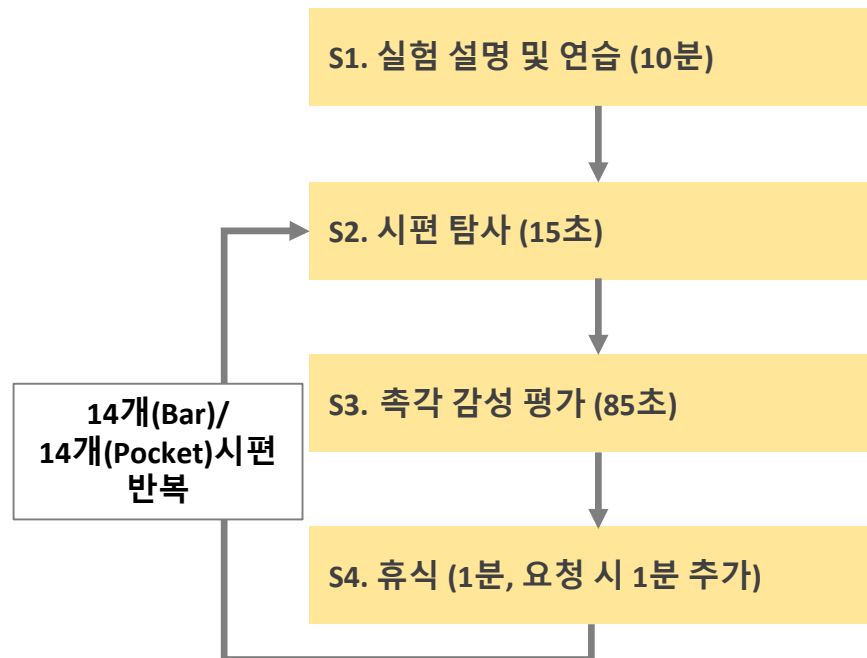 S1. 실험 설명 및 연습 (10분)
S2. 시편 탐사 (15초)
S3. 촉각 감성 평가 (85초)
14개(Bar)/
14개(Pocket)시편
반복
S4. 휴식 (1분, 요청 시 1분 추가)